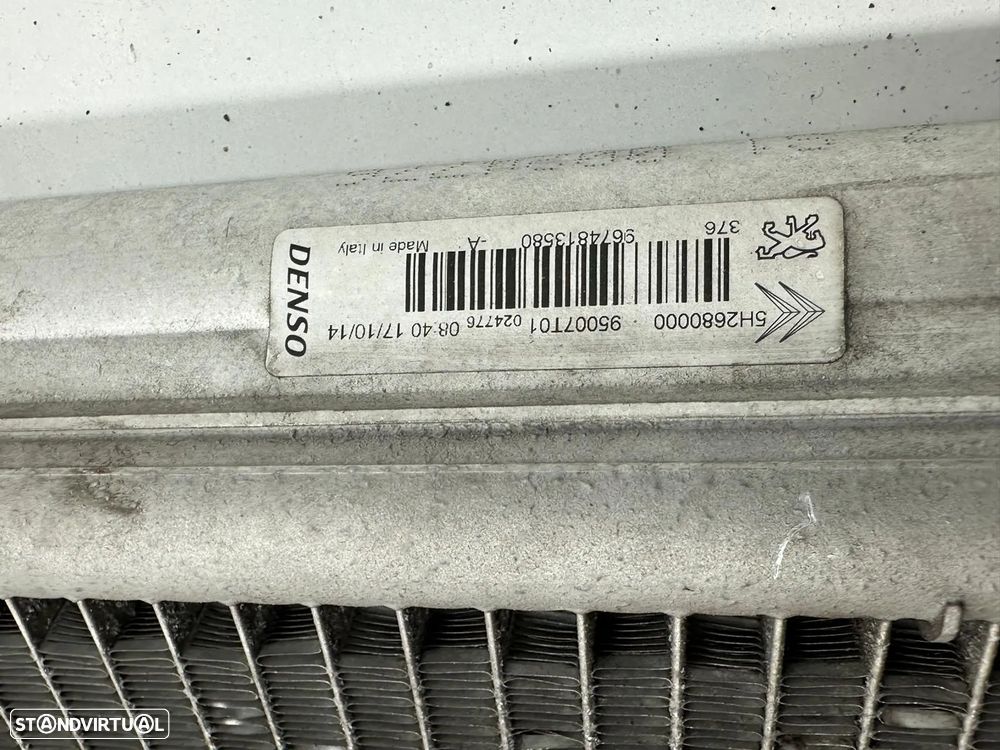 5H2680000 95007T01 024776 08:40 17/10/14
376 9674813580 -A Made in Italy
DENSO
STANDVIRTUAL